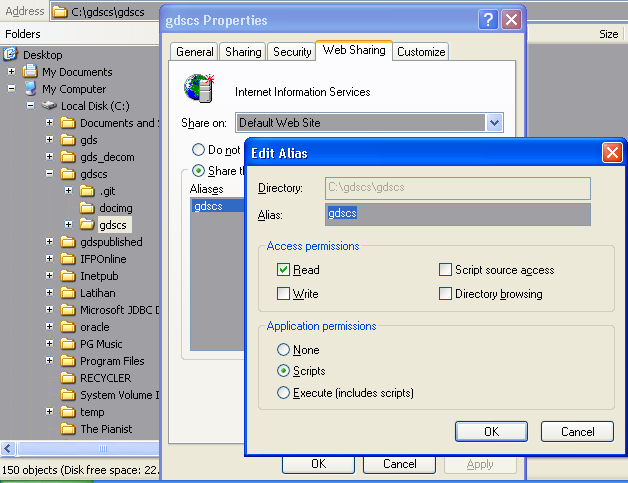 Address C:\gdscs\gdscs
Folders
Size
Desktop
My Documents
My Computer
Local Disk (C:)
Documents and
gds
gds_decom
gdscs
.git
docimg
gdscs
gdspublished
IFPOnline
Inetpub
Latihan
Microsoft JDBC
oracle
PG Music
Program Files
RECYCLER
System Volume
temp
The Pianist
150 objects (Disk free space: 22.
gdscs Properties
General
Sharing
Security
Web Sharing
Customize
Internet Information Services
Share on: Default Web Site
Do not
Share
Aliases
gdscs
OK
Cancel
Apply
Edit Alias
Directory: C:\gdscs\gdscs
Alias: gdscs
Access permissions
Read
Script source access
Write
Directory browsing
Application permissions
None
Scripts
Execute (includes scripts)
OK
Cancel